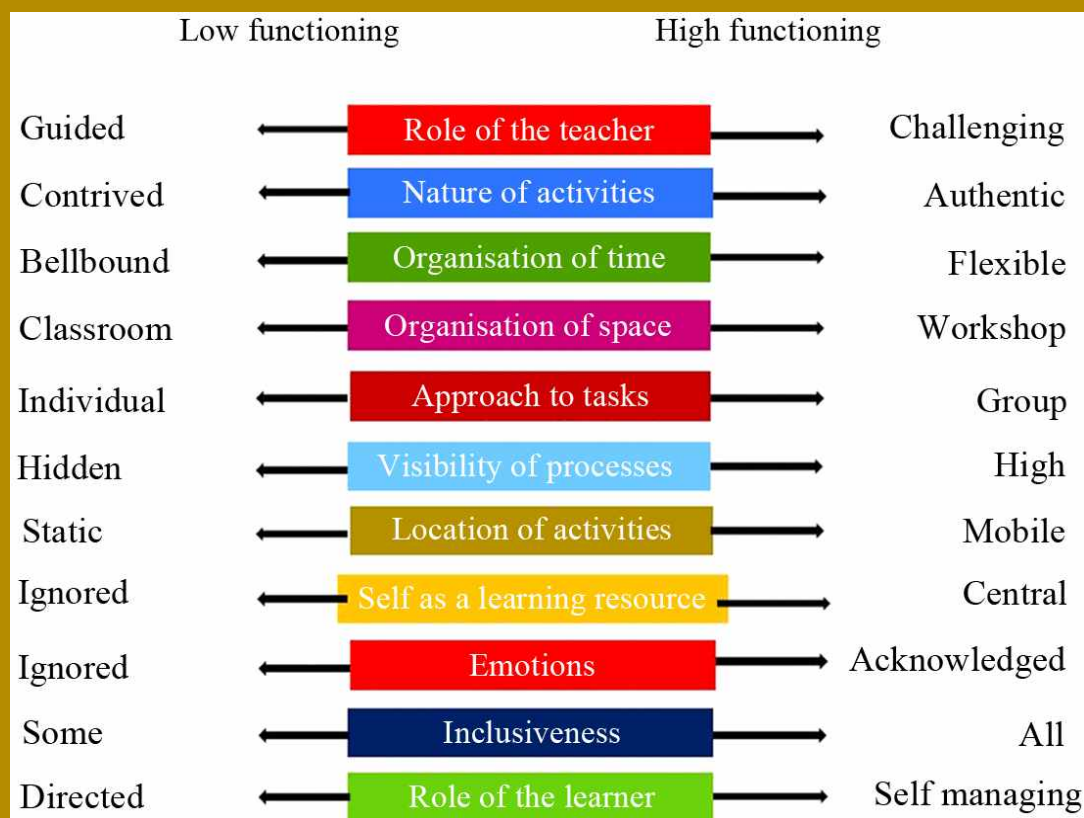 Low functioning High functioning
Guided Role of the teacher Challenging
Contrived Nature of activities Authentic
Bellbound Organisation of time Flexible
Classroom Organisation of space Workshop
Individual Approach to tasks Group
Hidden Visibility of processes High
Static Location of activities Mobile
Ignored Self as a learning resource Central
Ignored Emotions Acknowledged
Some Inclusiveness All
Directed Role of the learner Self managing